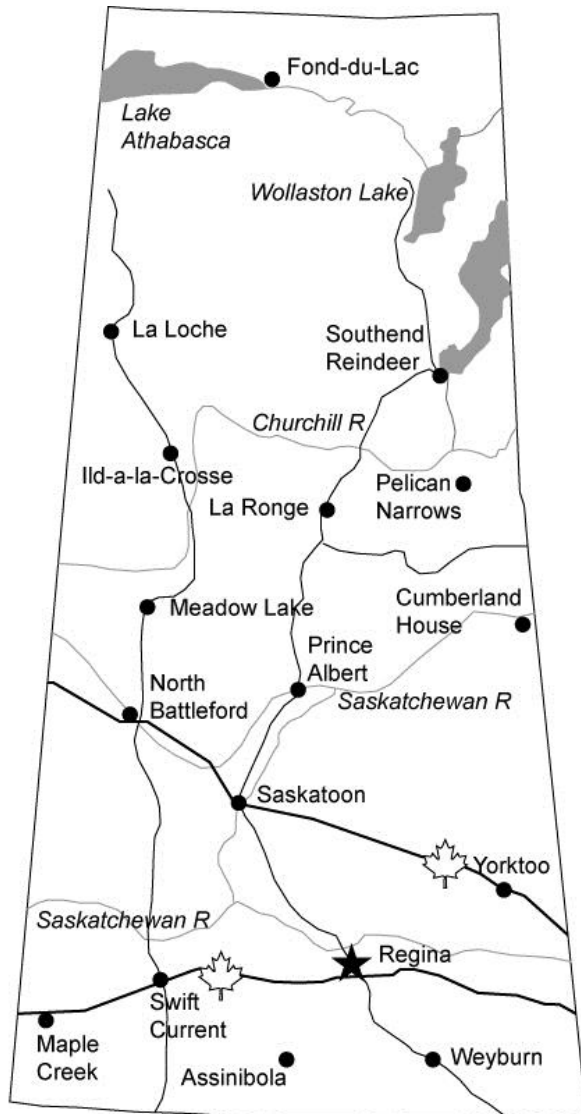 Fond-du-Lac
Lake
Athabasca
Wollaston Lake
La Loche
Southend
Reindeer
Churchill R
Ild-a-la-Crosse
Pelican
Narrows
La Ronge
Meadow Lake
Cumberland
House
Prince
Albert
North
Battleford
Saskatchewan R
Saskatoon
Yorktoo
Saskatchewan R
Regina
Swift
Current
Maple
Creek
Assinibola
Weyburn